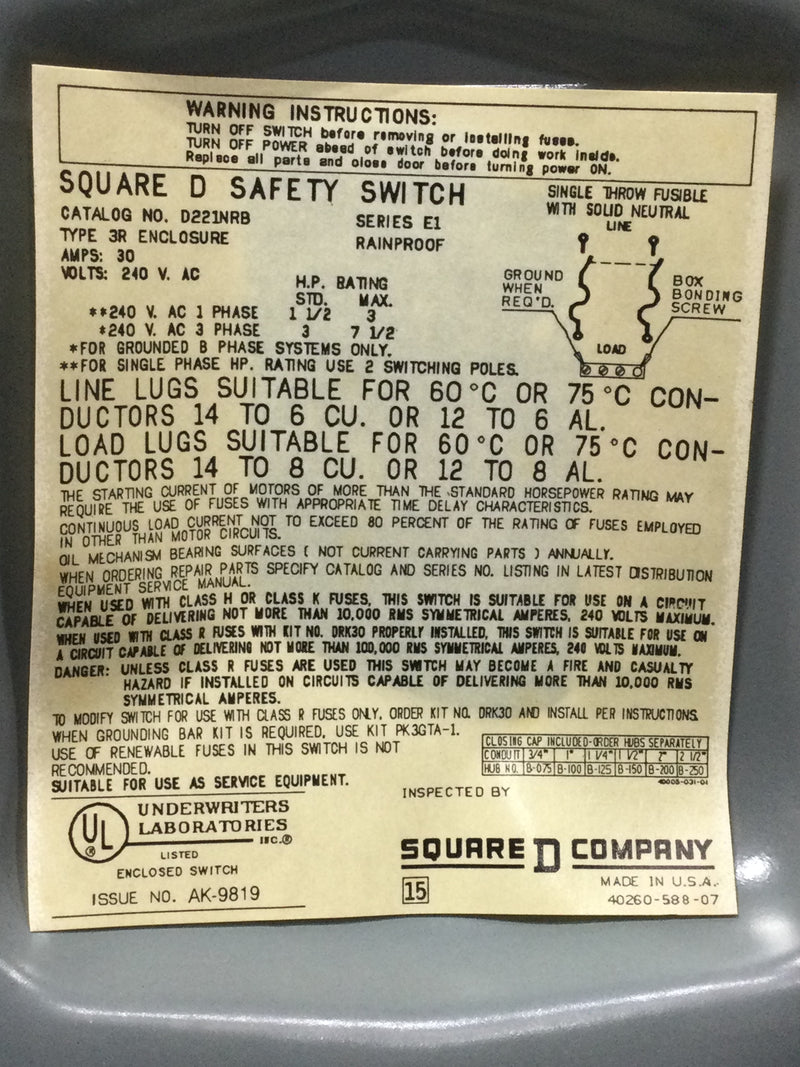 WARNING INSTRUCTIONS:
TURN OFF SWITCH before removing or installing fuses.
TURN OFF POWER ahead of switch before doing work inside.
Replace all parts and close door before turning power ON.
SQUARE D SAFETY SWITCH
CATALOG NO. D221NRB
SERIES E1
TYPE 3R ENCLOSURE
RAINPROOF
AMPS: 30
VOLTS: 240 V. AC
SINGLE THROW FUSIBLE
WITH SOLID NEUTRAL
LINE
GROUND
WHEN
REQ'D.
BOX
BONDING
SCREW
LOAD
H.P. RATING
STD. MAX.
**240 V. AC 1 PHASE 1 1/2 3
*240 V. AC 3 PHASE 3 7 1/2
*FOR GROUNDED B PHASE SYSTEMS ONLY.
**FOR SINGLE PHASE HP. RATING USE 2 SWITCHING POLES.
LINE LUGS SUITABLE FOR 60°C OR 75°C CON-
DUCTORS 14 TO 6 CU. OR 12 TO 6 AL.
LOAD LUGS SUITABLE FOR 60°C OR 75°C CON-
DUCTORS 14 TO 8 CU. OR 12 TO 8 AL.
THE STARTING CURRENT OF MOTORS OF MORE THAN THE STANDARD HORSEPOWER RATING MAY
REQUIRE THE USE OF FUSES WITH APPROPRIATE TIME DELAY CHARACTERISTICS.
CONTINUOUS LOAD CURRENT NOT TO EXCEED 80 PERCENT OF THE RATING OF FUSES EMPLOYED
IN OTHER THAN MOTOR CIRCUITS.
OIL MECHANISM BEARING SURFACES ( NOT CURRENT CARRYING PARTS ) ANNUALLY.
WHEN ORDERING REPAIR PARTS SPECIFY CATALOG AND SERIES NO. LISTING IN LATEST DISTRIBUTION
EQUIPMENT SERVICE MANUAL.
WHEN USED WITH CLASS H OR CLASS K FUSES, THIS SWITCH IS SUITABLE FOR USE ON A CIRCUIT
CAPABLE OF DELIVERING NOT MORE THAN 10,000 RMS SYMMETRICAL AMPERES, 240 VOLTS MAXIMUM.
WHEN USED WITH CLASS R FUSES WITH KIT NO. DRK30 PROPERLY INSTALLED, THIS SWITCH IS SUITABLE FOR USE ON
A CIRCUIT CAPABLE OF DELIVERING NOT MORE THAN 100,000 RMS SYMMETRICAL AMPERES, 240 VOLTS MAXIMUM.
DANGER: UNLESS CLASS R FUSES ARE USED THIS SWITCH MAY BECOME A FIRE AND CASUALTY
HAZARD IF INSTALLED ON CIRCUITS CAPABLE OF DELIVERING MORE THAN 10,000 RMS
SYMMETRICAL AMPERES.
TO MODIFY SWITCH FOR USE WITH CLASS R FUSES ONLY, ORDER KIT NO. DRK30 AND INSTALL PER INSTRUCTIONS.
WHEN GROUNDING BAR KIT IS REQUIRED, USE KIT PK3GTA-1.
USE OF RENEWABLE FUSES IN THIS SWITCH IS NOT
RECOMMENDED.
SUITABLE FOR USE AS SERVICE EQUIPMENT.
CLOSING CAP INCLUDED-ORDER HUBS SEPARATELY
CONDUIT 3/4" 1" 1 1/4" 1 1/2" 2" 2 1/2"
HUB NO. B-075 B-100 B-125 B-150 B-200 B-250
40006-031-01
INSPECTED BY
UL ®
UNDERWRITERS
LABORATORIES
INC.®
LISTED
ENCLOSED SWITCH
ISSUE NO. AK-9819
SQUARE D COMPANY
15
MADE IN U.S.A.
40260-588-07